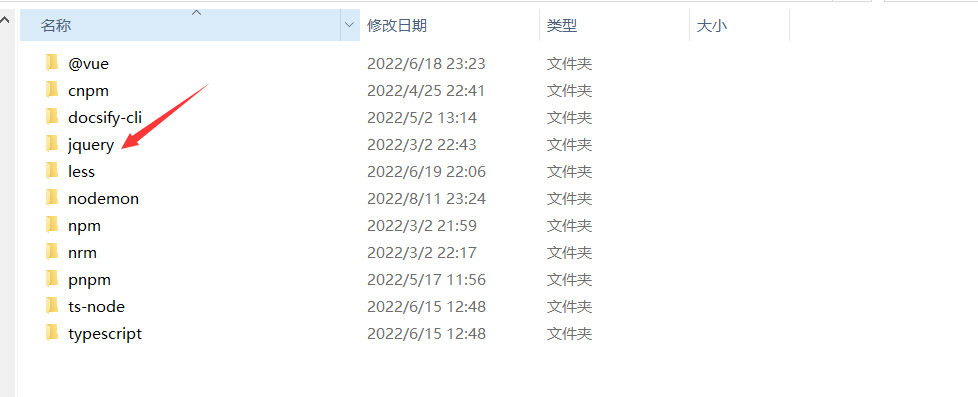 名称 修改日期 类型 大小
@vue 2022/6/18 23:23 文件夹
cnpm 2022/4/25 22:41 文件夹
docsify-cli 2022/5/2 13:14 文件夹
jquery 2022/3/2 22:43 文件夹
less 2022/6/19 22:06 文件夹
nodemon 2022/8/11 23:24 文件夹
npm 2022/3/2 21:59 文件夹
nrm 2022/3/2 22:17 文件夹
pnpm 2022/5/17 11:56 文件夹
ts-node 2022/6/15 12:48 文件夹
typescript 2022/6/15 12:48 文件夹